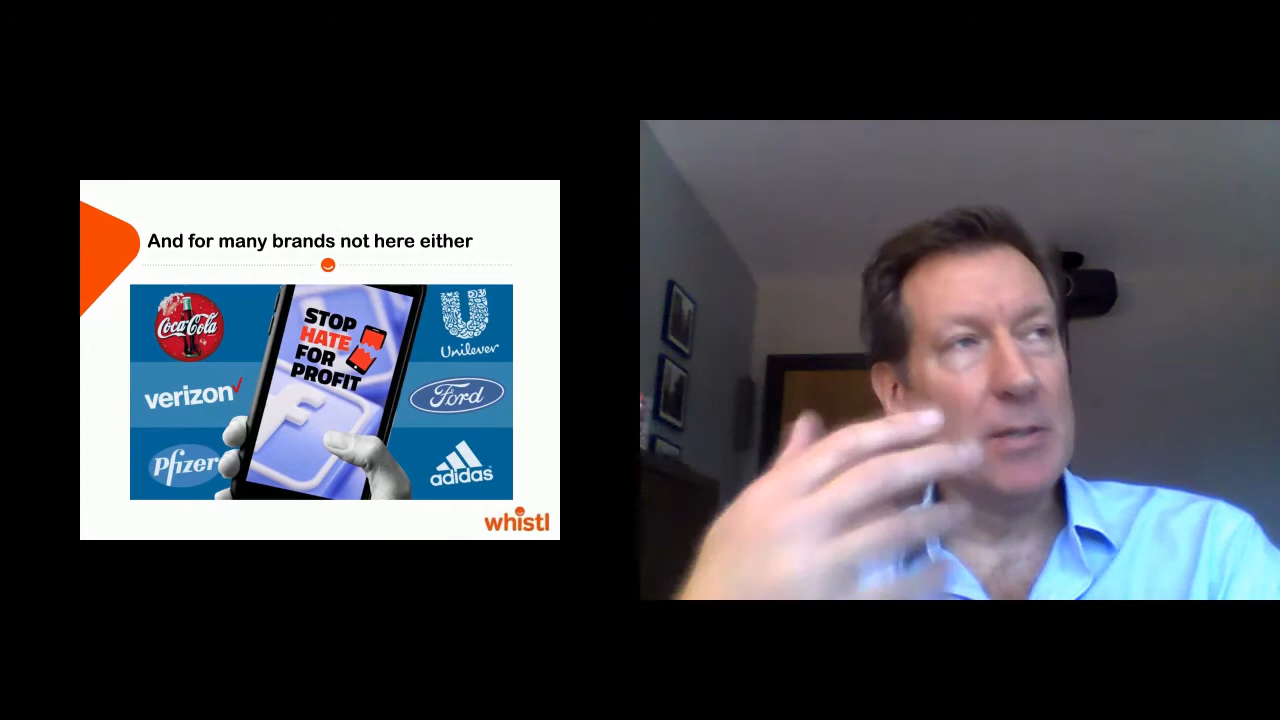 And for many brands not here either
Coca-Cola
STOP
HATE
FOR
PROFIT
Unilever
verizon
Ford
Pfizer
adidas
whistl